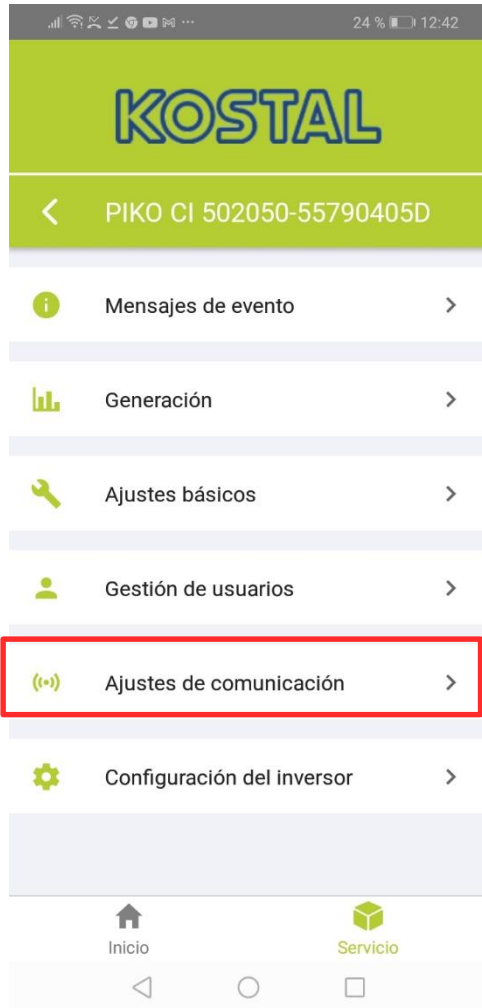 24 % 12:42
KOSTAL
PIKO CI 502050-55790405D
Mensajes de evento
Generación
Ajustes básicos
Gestión de usuarios
Ajustes de comunicación
Configuración del inversor
Inicio Servicio